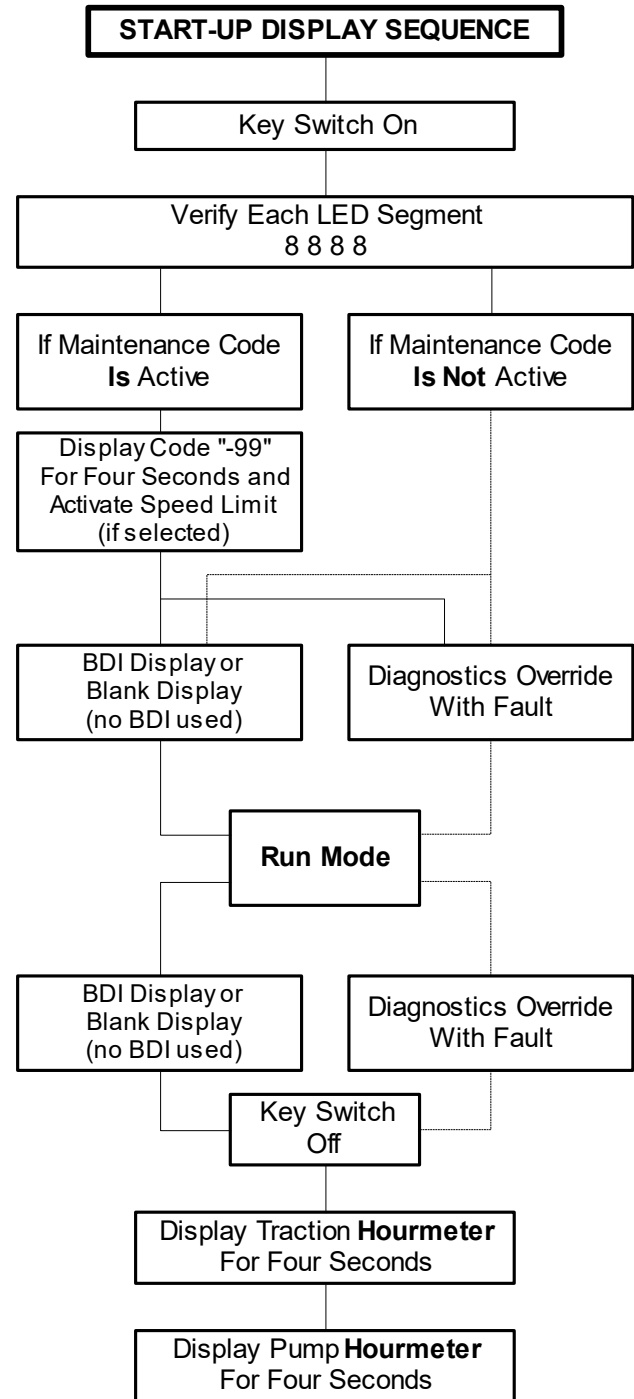 START-UP DISPLAY SEQUENCE
Key Switch On
Verify Each LED Segment
8 8 8 8
If Maintenance Code
Is Active
If Maintenance Code
Is Not Active
Display Code "-99"
For Four Seconds and
Activate Speed Limit
(if selected)
BDI Display or
Blank Display
(no BDI used)
Diagnostics Override
With Fault
Run Mode
BDI Display or
Blank Display
(no BDI used)
Diagnostics Override
With Fault
Key Switch
Off
Display Traction Hourmeter
For Four Seconds
Display Pump Hourmeter
For Four Seconds